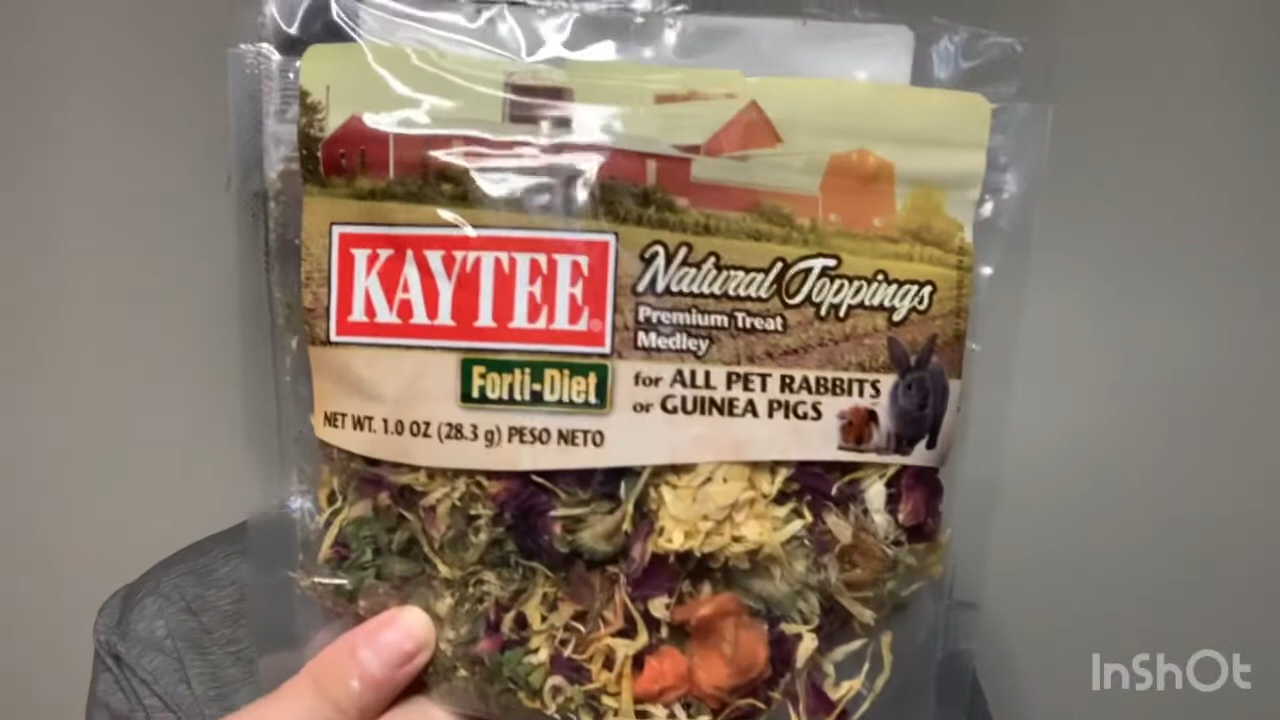 KAYTEE®
Natural Toppings
Premium Treat
Medley
Forti-Diet
for ALL PET RABBITS
or GUINEA PIGS
NET WT. 1.0 OZ (28.3 g) PESO NETO
InShOt